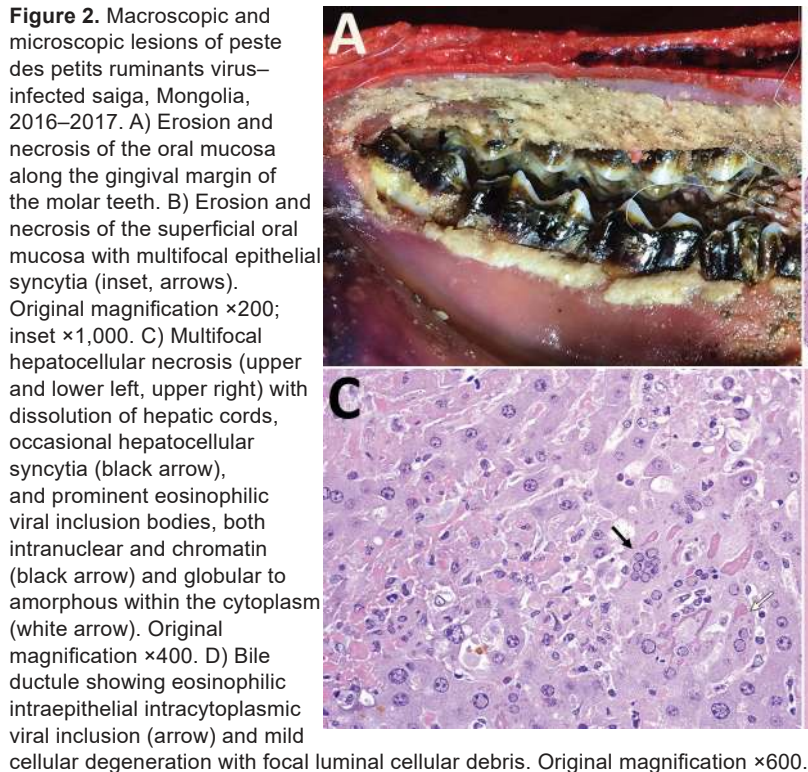 Figure 2. Macroscopic and
microscopic lesions of peste
des petits ruminants virus–
infected saiga, Mongolia,
2016–2017. A) Erosion and
necrosis of the oral mucosa
along the gingival margin of
the molar teeth. B) Erosion and
necrosis of the superficial oral
mucosa with multifocal epithelial
syncytia (inset, arrows).
Original magnification ×200;
inset ×1,000. C) Multifocal
hepatocellular necrosis (upper
and lower left, upper right) with
dissolution of hepatic cords,
occasional hepatocellular
syncytia (black arrow),
and prominent eosinophilic
viral inclusion bodies, both
intranuclear and chromatin
(black arrow) and globular to
amorphous within the cytoplasm
(white arrow). Original
magnification ×400. D) Bile
ductule showing eosinophilic
intraepithelial intracytoplasmic
viral inclusion (arrow) and mild
cellular degeneration with focal luminal cellular debris. Original magnification ×600.
A
C